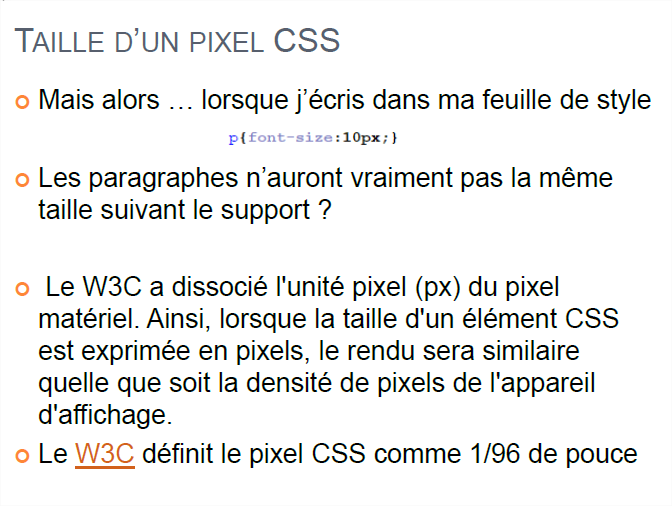 TAILLE D’UN PIXEL CSS
Mais alors … lorsque j’écris dans ma feuille de style
p{font-size:10px;}
Les paragraphes n’auront vraiment pas la même
taille suivant le support ?
Le W3C a dissocié l'unité pixel (px) du pixel
matériel. Ainsi, lorsque la taille d'un élément CSS
est exprimée en pixels, le rendu sera similaire
quelle que soit la densité de pixels de l'appareil
d'affichage.
Le W3C définit le pixel CSS comme 1/96 de pouce